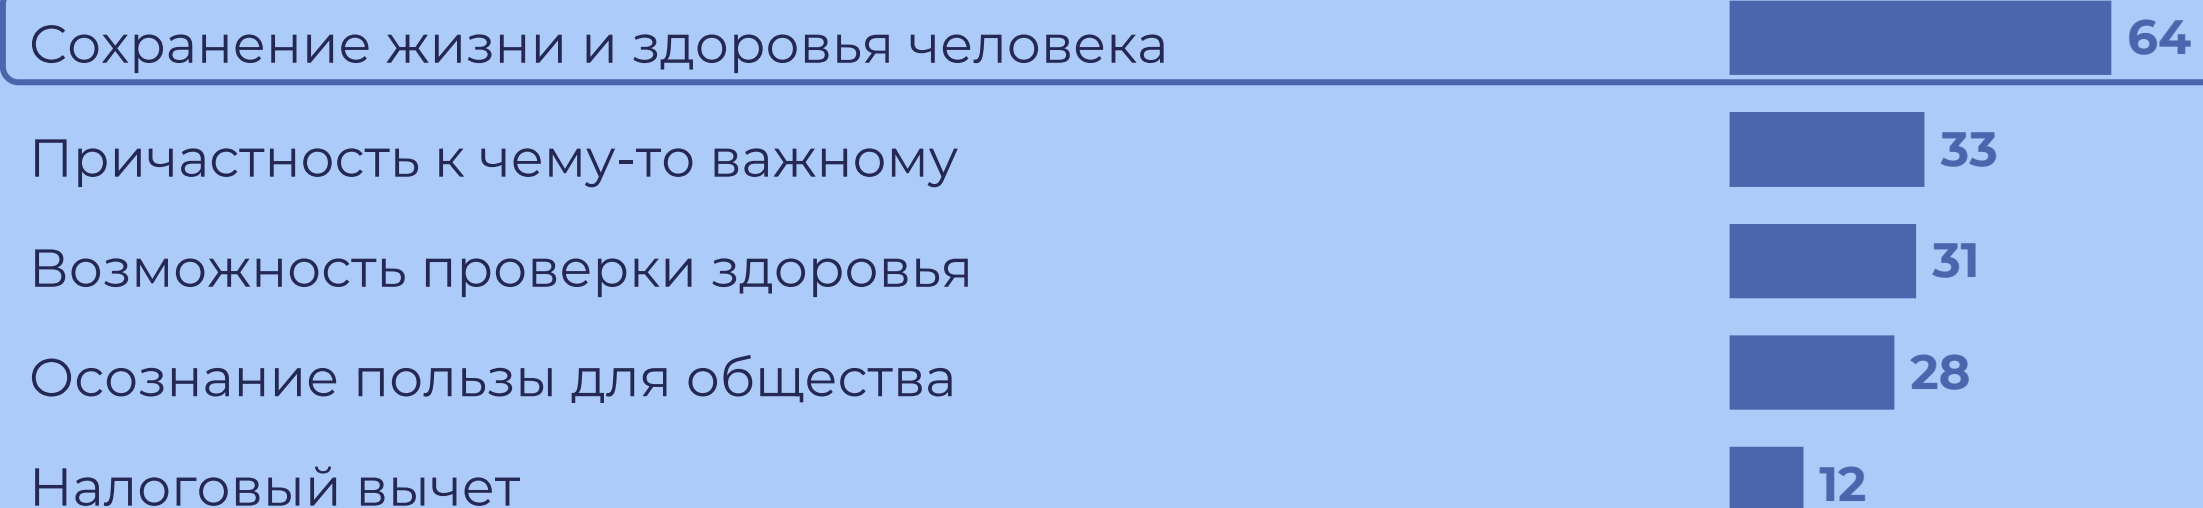 Сохранение жизни и здоровья человека 64
Причастность к чему-то важному 33
Возможность проверки здоровья 31
Осознание пользы для общества 28
Налоговый вычет 12